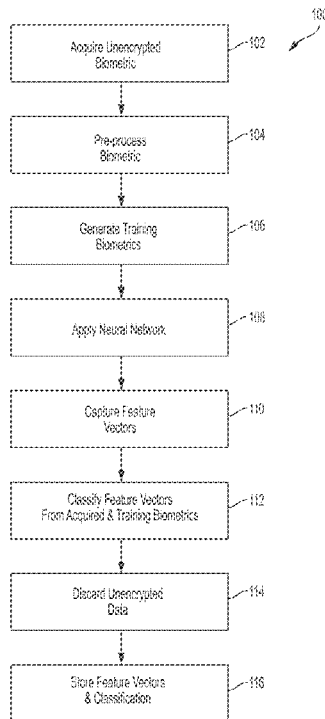 100
Acquire Unencrypted
Biometric
102
Pre-process
Biometric
104
Generate Training
Biometrics
106
Apply Neural Network
108
Capture Feature
Vectors
110
Classify Feature Vectors
From Acquired & Training Biometrics
112
Discard Unencrypted
Data
114
Store Feature Vectors
& Classification
116